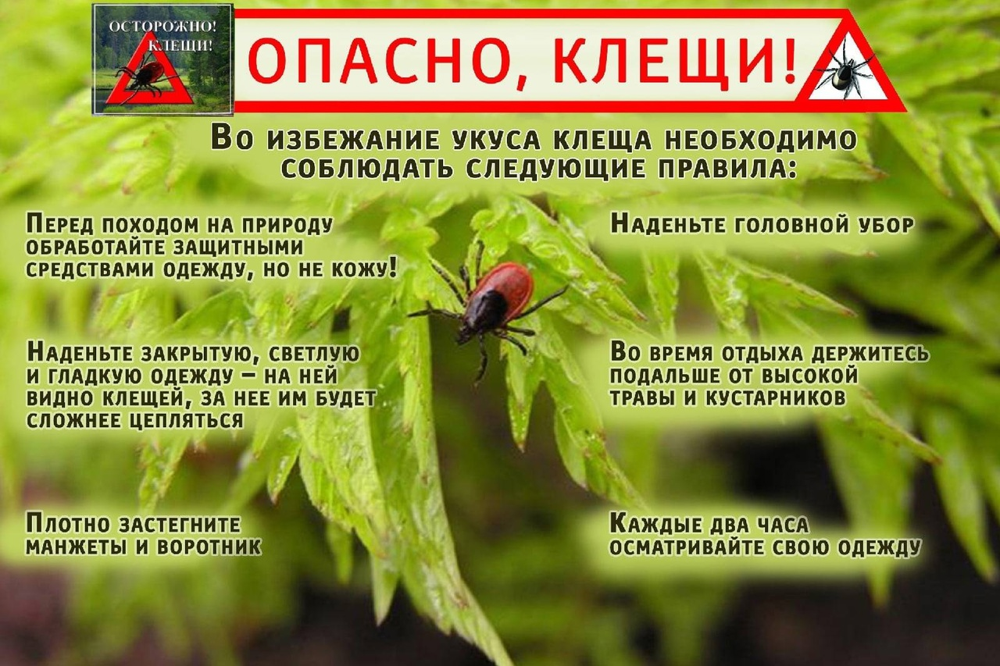 ОСТОРОЖНО!
КЛЕЩИ!
ОПАСНО, КЛЕЩИ!
Во избежание укуса клеща необходимо
соблюдать следующие правила:
Перед походом на природу
обработайте защитными
средствами одежду, но не кожу!
Наденьте закрытую, светлую
и гладкую одежду – на ней
видно клещей, за нее им будет
сложнее цепляться
Плотно застегните
манжеты и воротник
Наденьте головной убор
Во время отдыха держитесь
подальше от высокой
травы и кустарников
Каждые два часа
осматривайте свою одежду